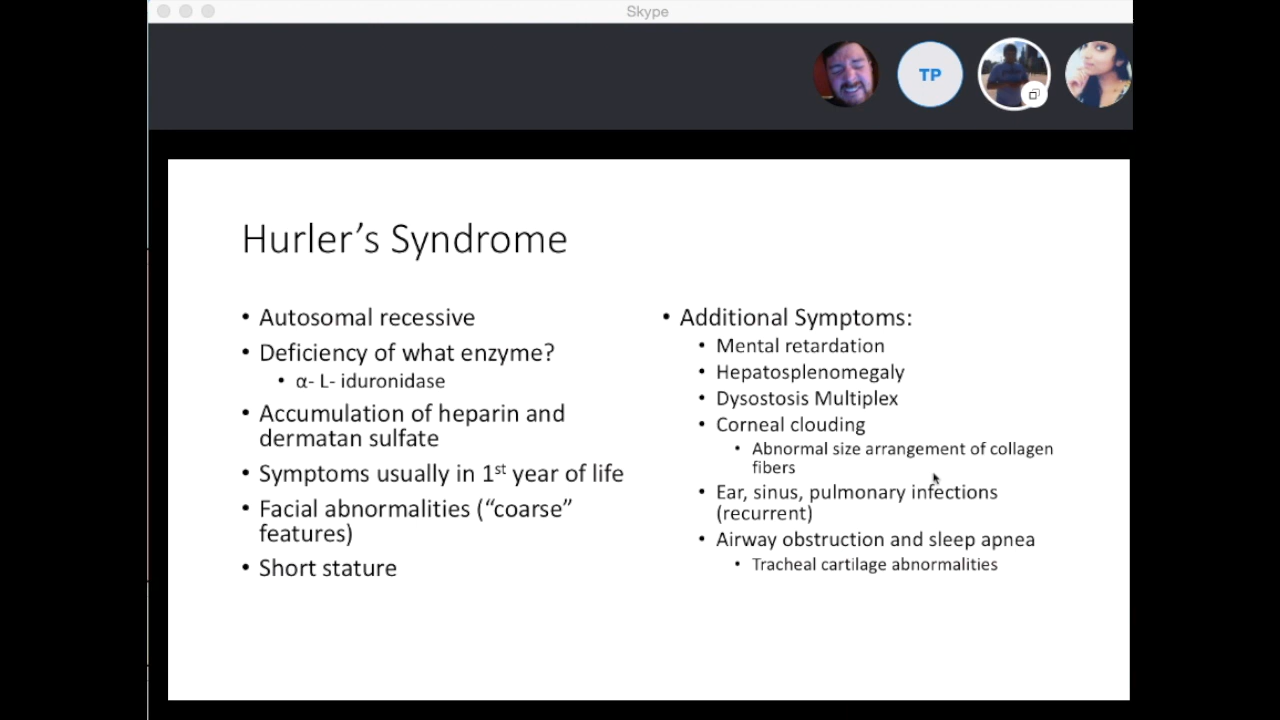 Skype
TP
Hurler’s Syndrome
• Autosomal recessive
• Deficiency of what enzyme?
• α- L- iduronidase
• Accumulation of heparin and
dermatan sulfate
• Symptoms usually in 1st year of life
• Facial abnormalities (“coarse”
features)
• Short stature
• Additional Symptoms:
• Mental retardation
• Hepatosplenomegaly
• Dysostosis Multiplex
• Corneal clouding
• Abnormal size arrangement of collagen
fibers
• Ear, sinus, pulmonary infections
(recurrent)
• Airway obstruction and sleep apnea
• Tracheal cartilage abnormalities